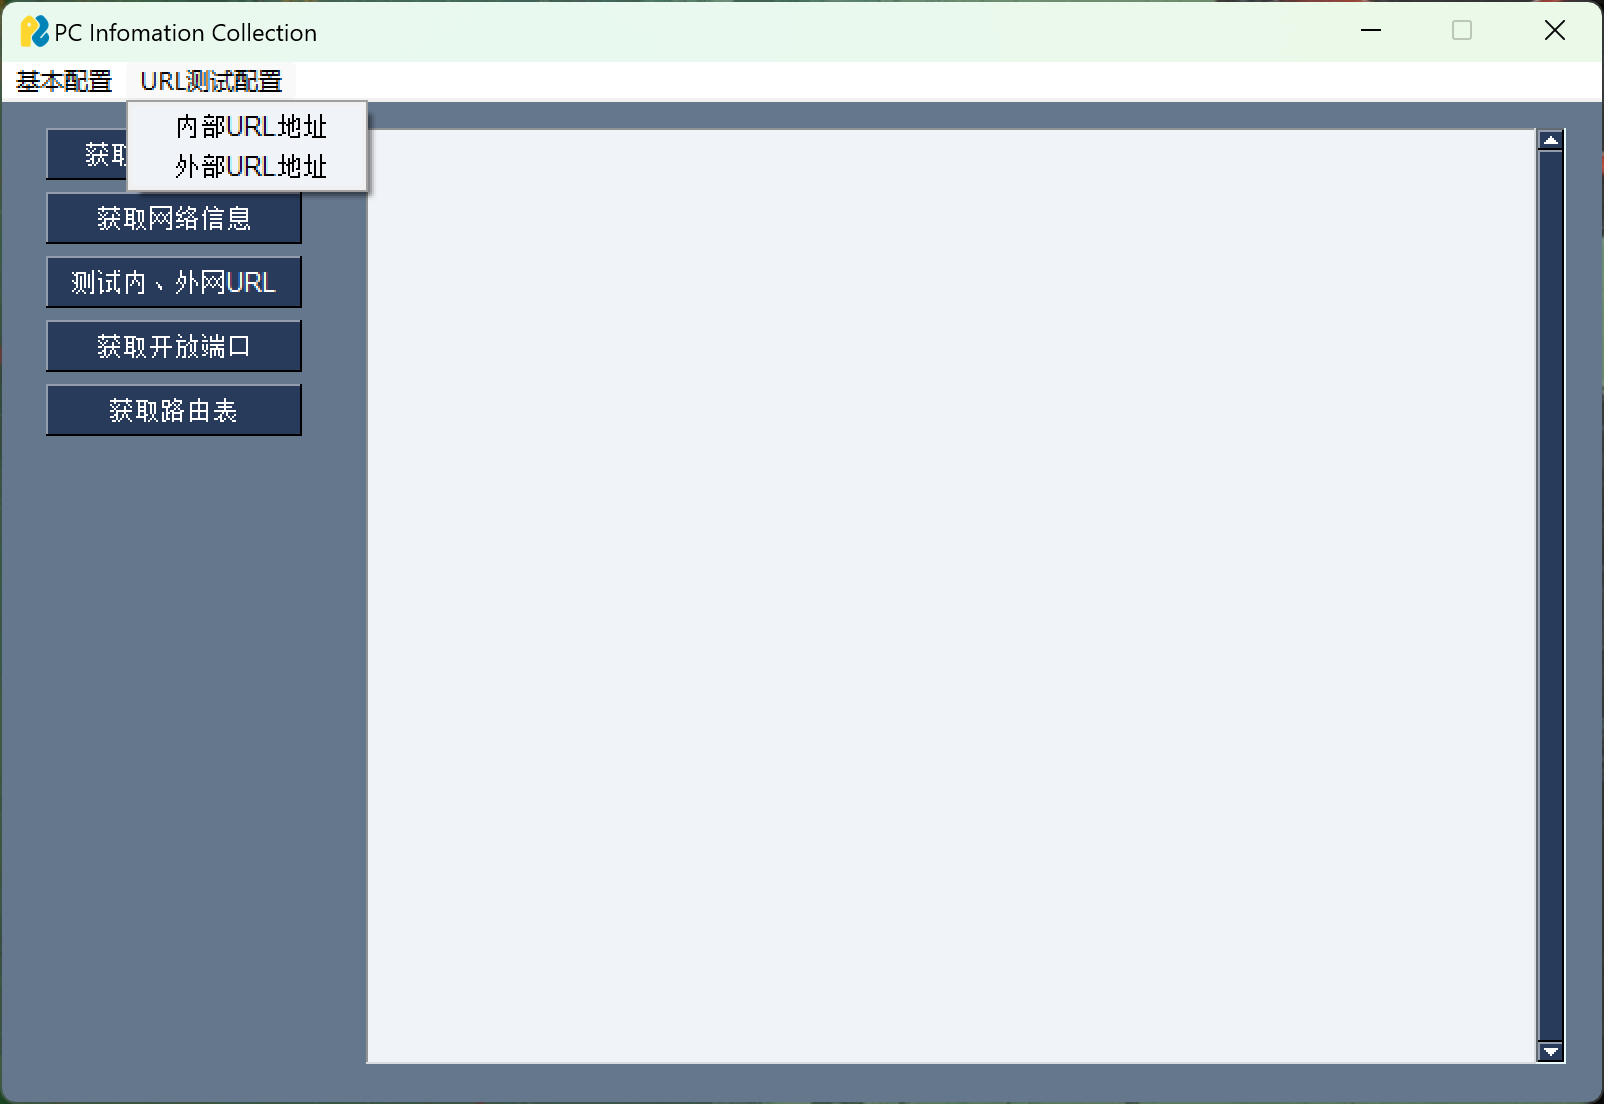 PC Infomation Collection
基本配置 URL测试配置
内部URL地址
外部URL地址
获取
获取网络信息
测试内、外网URL
获取开放端口
获取路由表